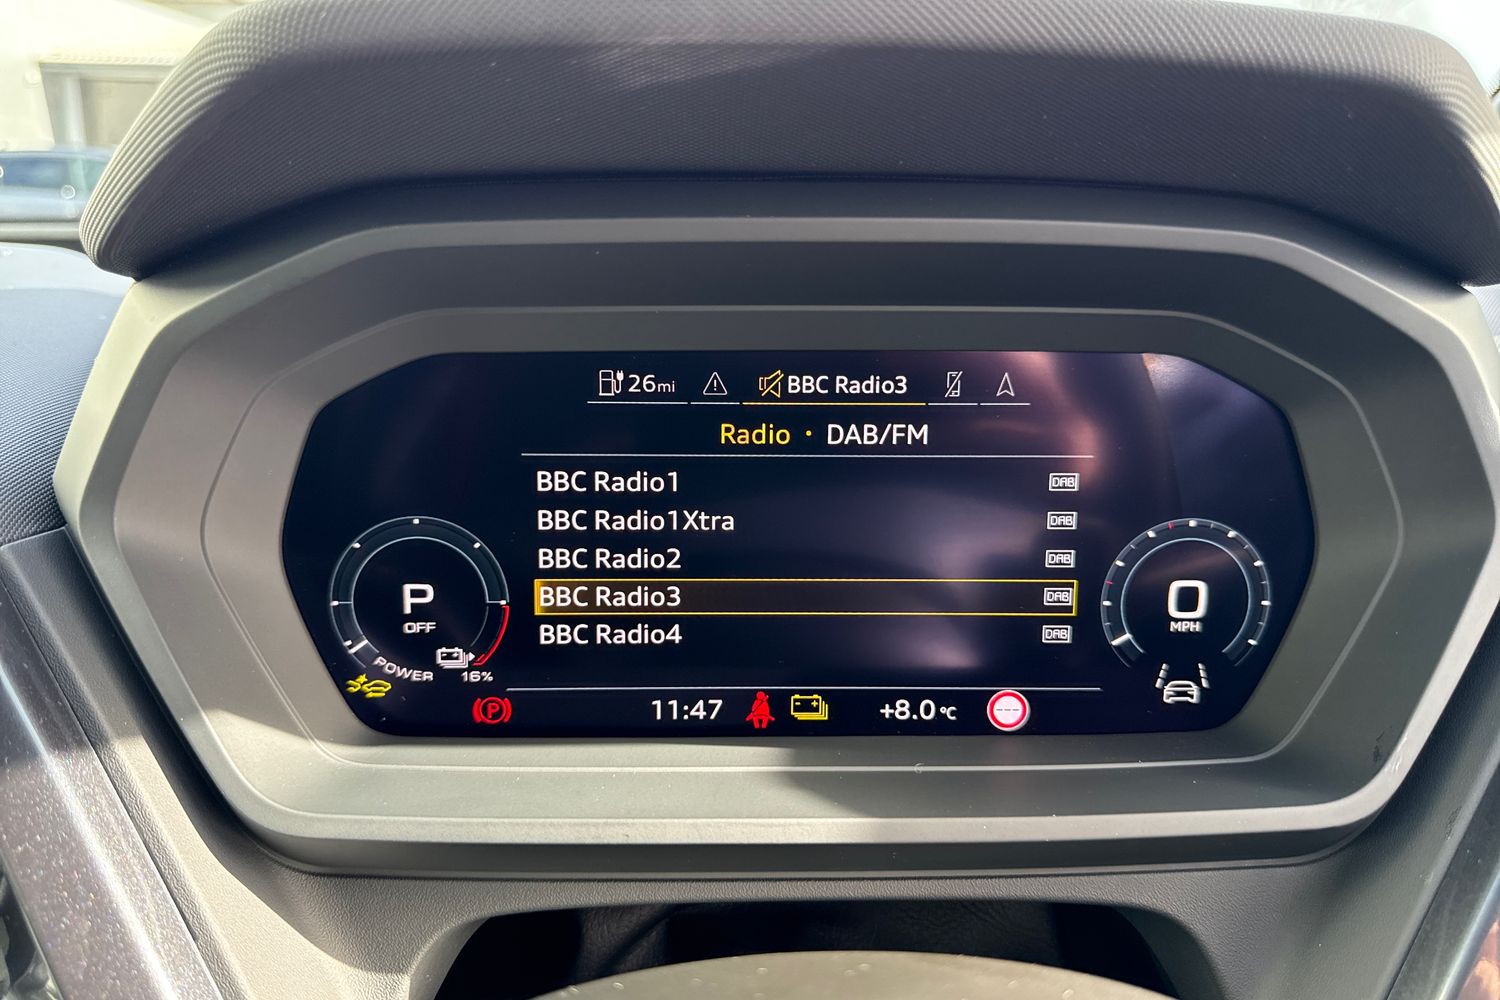 26mi BBC Radio3
Radio · DAB/FM
BBC Radio1 DAB
BBC Radio1Xtra DAB
BBC Radio2 DAB
BBC Radio3 DAB
BBC Radio4 DAB
P
OFF
POWER
16%
0
MPH
P
11:47
+8.0 °C
---